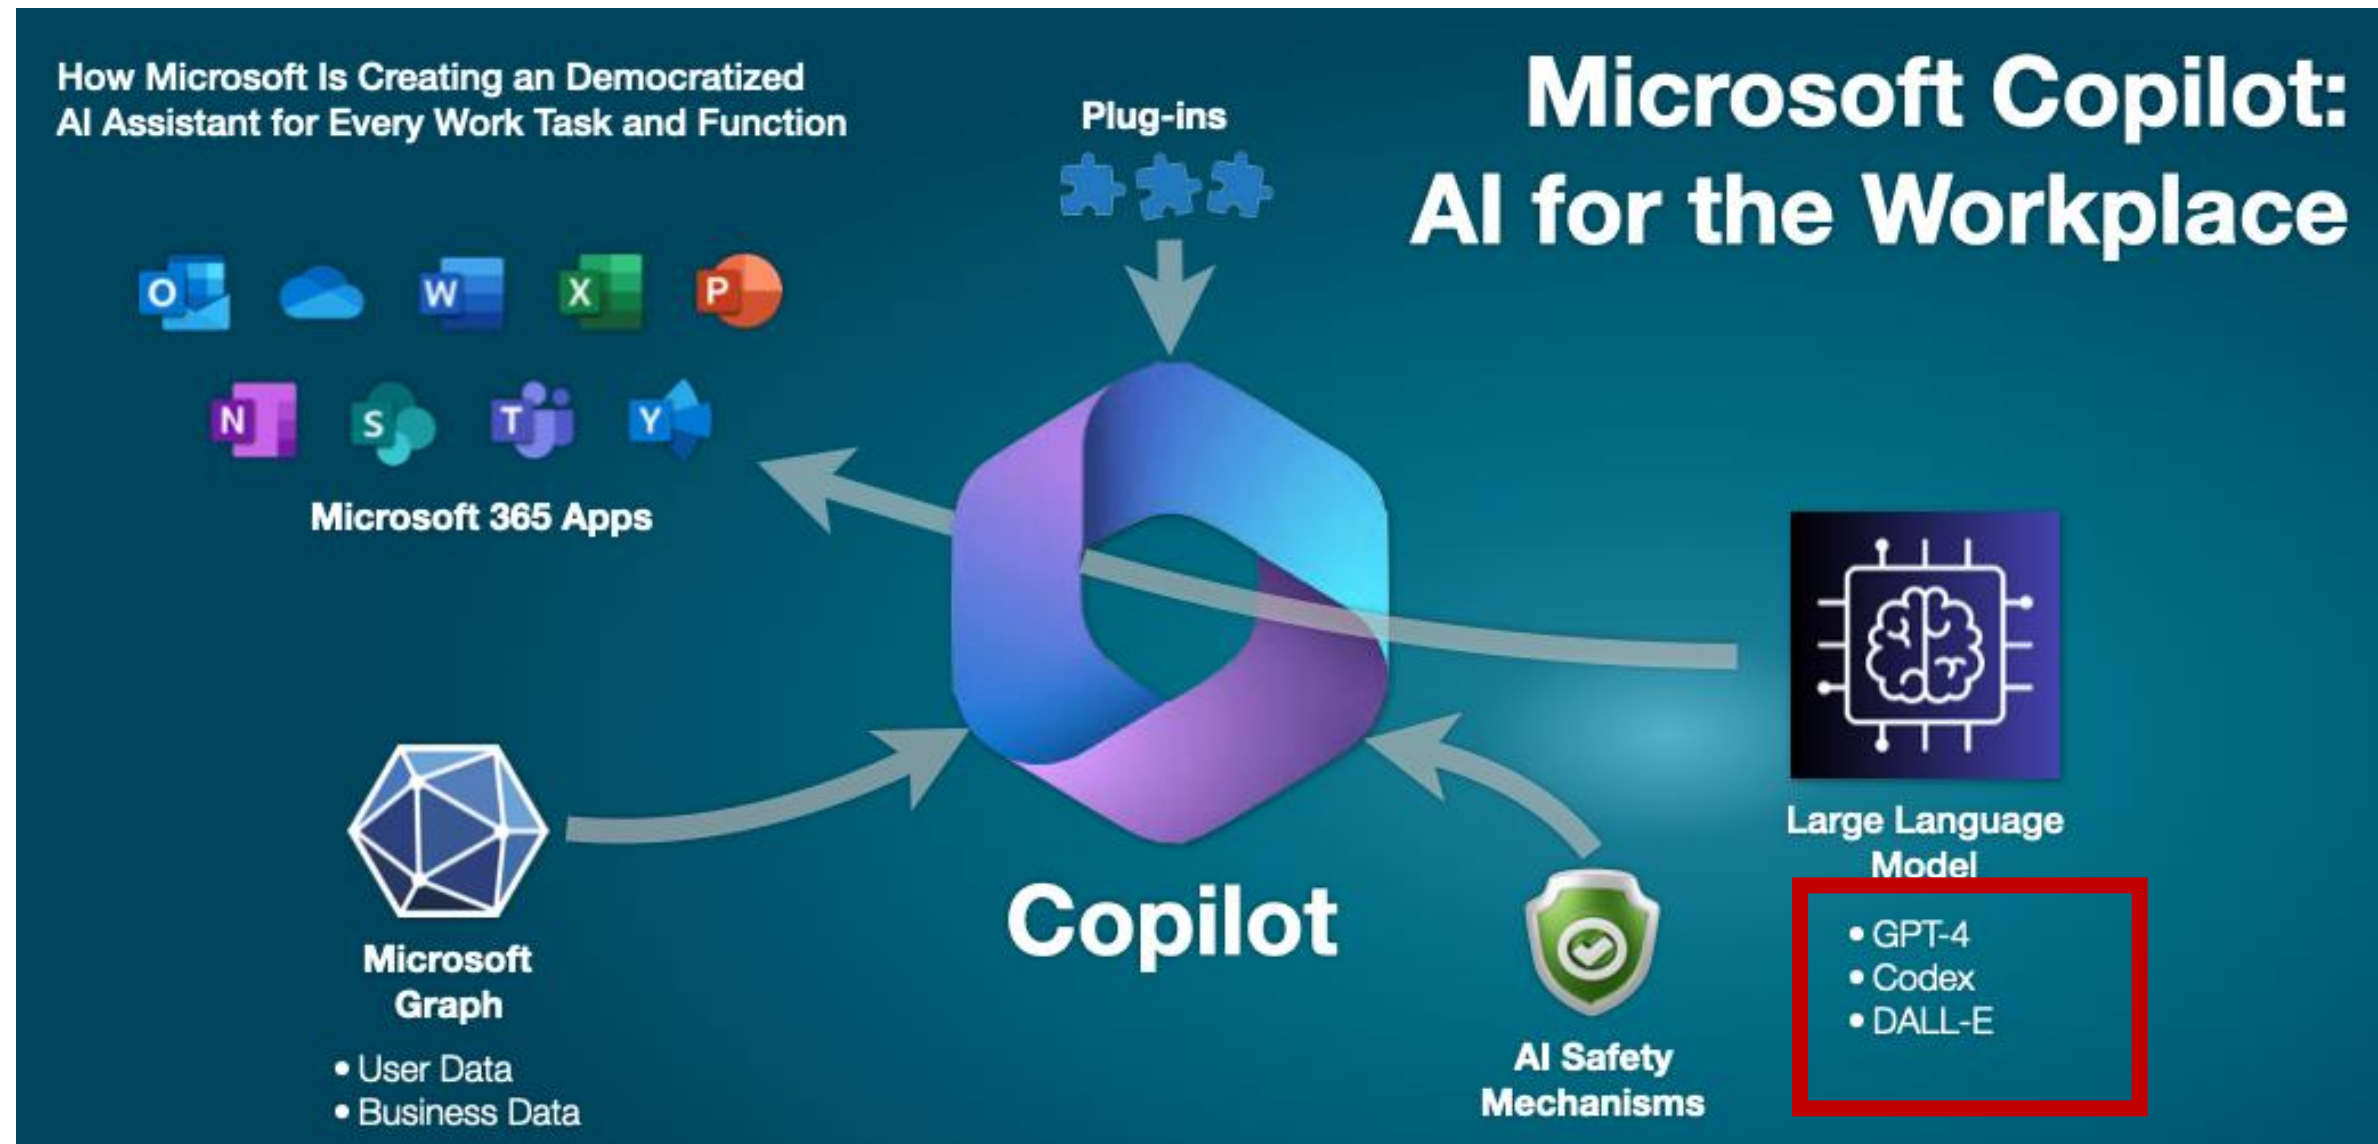 How Microsoft Is Creating an Democratized
AI Assistant for Every Work Task and Function
Microsoft Copilot:
AI for the Workplace
Plug-ins
O
W
X
P
N
S
T
Y
Microsoft 365 Apps
Large Language
Model
• GPT-4
• Codex
• DALL-E
Copilot
Microsoft
Graph
• User Data
• Business Data
AI Safety
Mechanisms